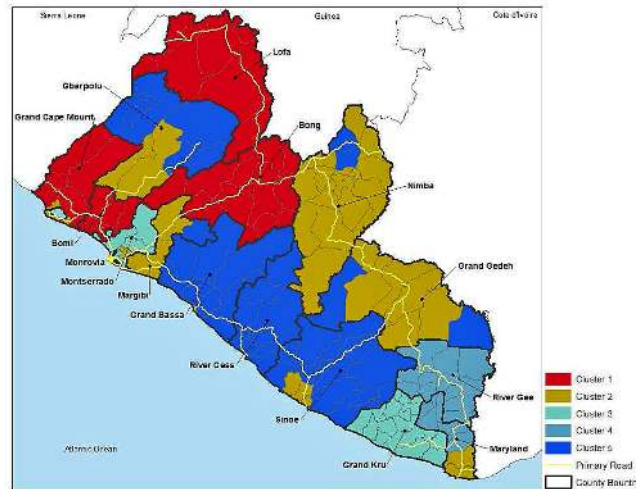 Sierra Leone
Guinea
Cote d'Ivoire
Lofa
Gbarpolu
Grand Cape Mount
Bong
Nimba
Bomi
Monrovia
Montserrado
Margibi
Grand Bassa
Grand Gedeh
River Cess
Sinoe
River Gee
Maryland
Grand Kru
Atlantic Ocean
Cluster 1
Cluster 2
Cluster 3
Cluster 4
Cluster 5
Primary Road
County Boundry